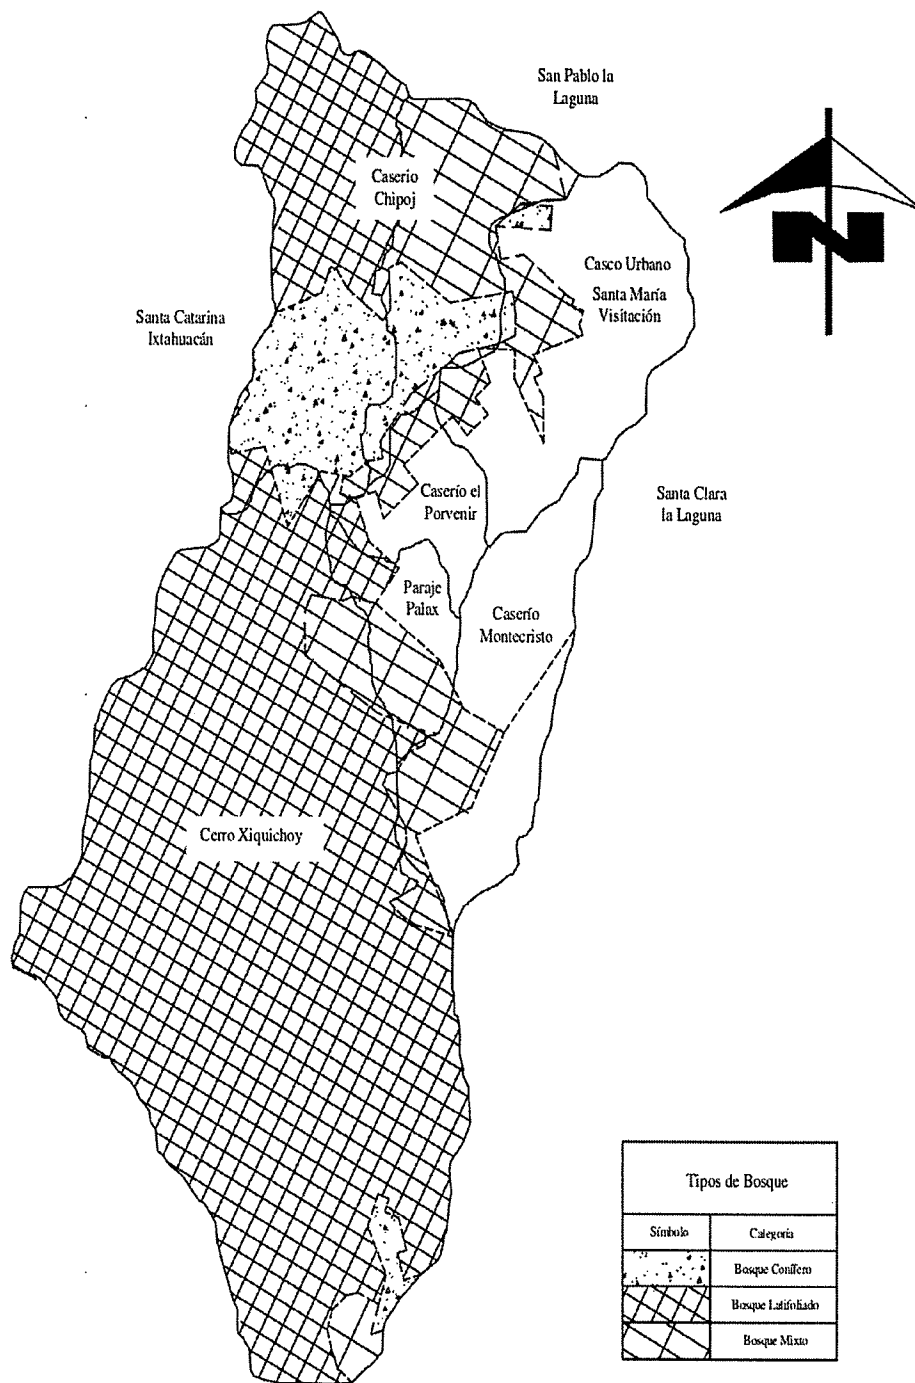 San Pablo la
Laguna
Caserío
Chipoj
N
Casco Urbano
Santa María
Visitación
Santa Catarina
Ixtahuacán
Caserío el
Porvenir
Santa Clara
la Laguna
Paraje
Palax
Caserío
Montecristo
Cerro Xiquichoy
Tipos de Bosque
Símbolo Categoria
Bosque Conífero
Bosque Latifoliado
Bosque Mixto